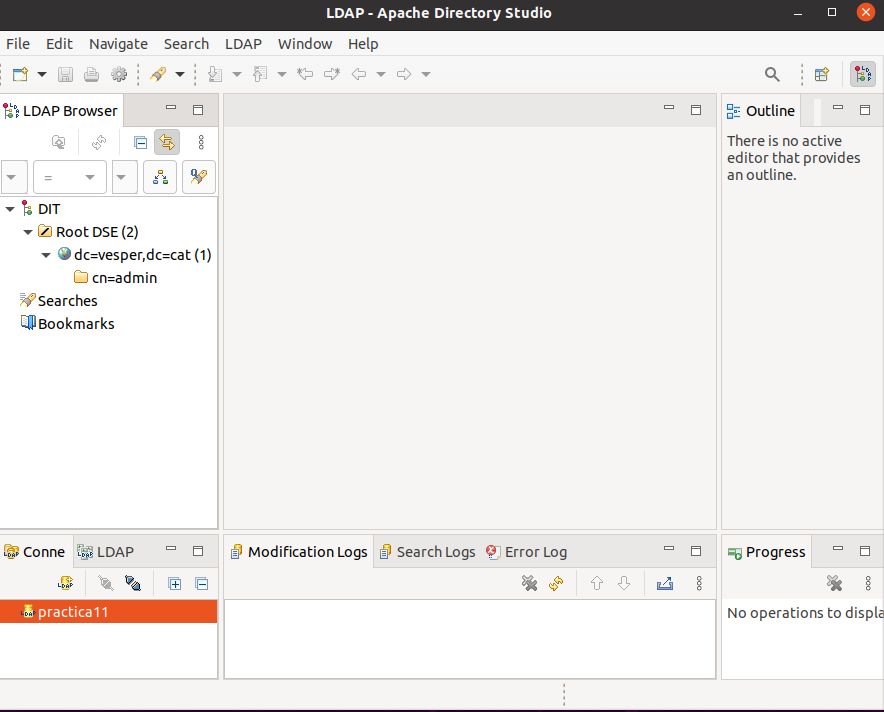 LDAP - Apache Directory Studio
File Edit Navigate Search LDAP Window Help
LDAP Browser
=
DIT
Root DSE (2)
dc=vesper,dc=cat (1)
cn=admin
Searches
Bookmarks
Outline
There is no active
editor that provides
an outline.
Conne LDAP
practica11
Modification Logs Search Logs Error Log
Progress
No operations to displa